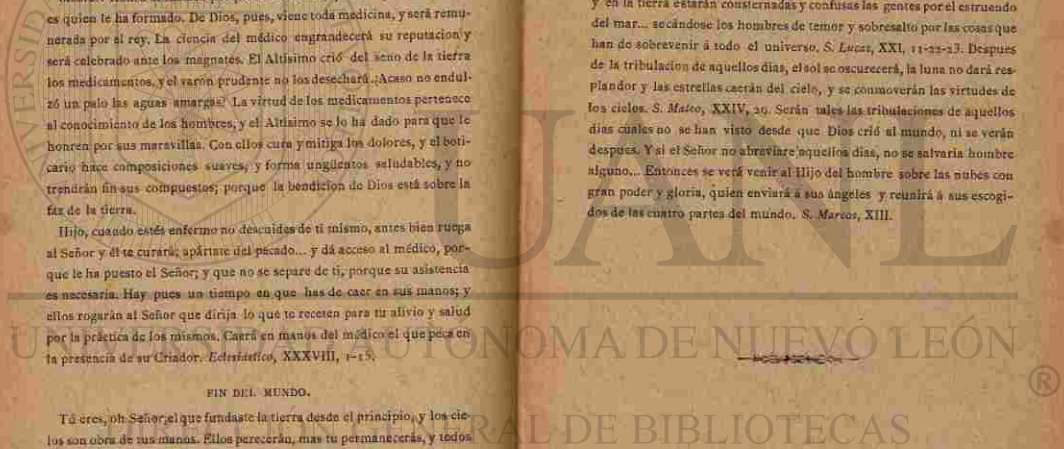 es quien te ha formado. De Dios, pues, viene toda medicina, y será remu-
nerada por el rey. La ciencia del médico engrandecerá su reputacion y
será celebrado ante los magnates. El Altísimo crió del seno de la tierra
los medicamentos, y el varon prudente no los desechará. ¿Acaso no endul-
zó un palo las aguas amargas? La virtud de los medicamentos pertenece
al conocimiento de los hombres, y el Altísimo se lo ha dado para que le
honren por sus maravillas. Con ellos cura y mitiga los dolores, y el boti-
cario hace composiciones suaves, y forma ungüentos saludables, y no
trendrán fin sus compuestos; porque la bendicion de Dios está sobre la
faz de la tierra.
Hijo, cuando estés enfermo no descuides de ti mismo, antes bien ruega
al Señor y él te curará; apártate del pecado... y dá acceso al médico, por-
que le ha puesto el Señor; y que no se separe de ti, porque su asistencia
es necesaria. Hay pues un tiempo en que has de caer en sus manos; y
ellos rogarán al Señor que dirija lo que te receten para tu alivio y salud
por la práctica de los mismos. Caerá en manos del médico el que peca en
la presencia de su Criador. Eclesiástico, XXXVIII, 1-15.
FIN DEL MUNDO.
Tú eres, oh Señor, el que fundaste la tierra desde el principio, y los cie-
los son obra de tus manos. Ellos perecerán, mas tu permanecerás, y todos
y en la tierra estarán consternadas y confusas las gentes por el estruendo
del mar... secándose los hombres de temor y sobresalto por las cosas que
han de sobrevenir á todo el universo. S. Lucas, XXI, 11-22-23. Despues
de la tribulacion de aquellos dias, el sol se oscurecerá, la luna no dará res-
plandor y las estrellas caerán del cielo, y se conmoverán las virtudes de
los cielos. S. Mateo, XXIV, 29. Serán tales las tribulaciones de aquellos
dias cuales no se han visto desde que Dios crió al mundo, ni se verán
despues. Y si el Señor no abreviare aquellos dias, no se salvaria hombre
alguno... Entonces se verá venir al Hijo del hombre sobre las nubes con
gran poder y gloria, quien enviará á sus ángeles y reunirá á sus escogi-
dos de las cuatro partes del mundo. S. Marcos, XIII.
UANL
UNIVERSIDAD AUTÓNOMA DE NUEVO LEÓN
®
DIRECCIÓN GENERAL DE BIBLIOTECAS